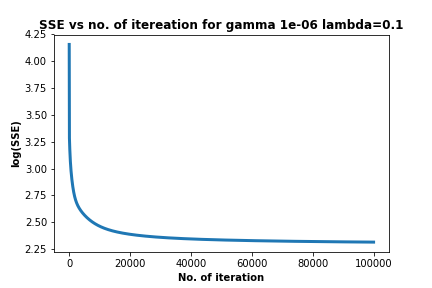 SSE vs no. of itereation for gamma 1e-06 lambda=0.1
4.25
4.00
3.75
3.50
3.25
3.00
2.75
2.50
2.25
log(SSE)
0 20000 40000 60000 80000 100000
No. of iteration